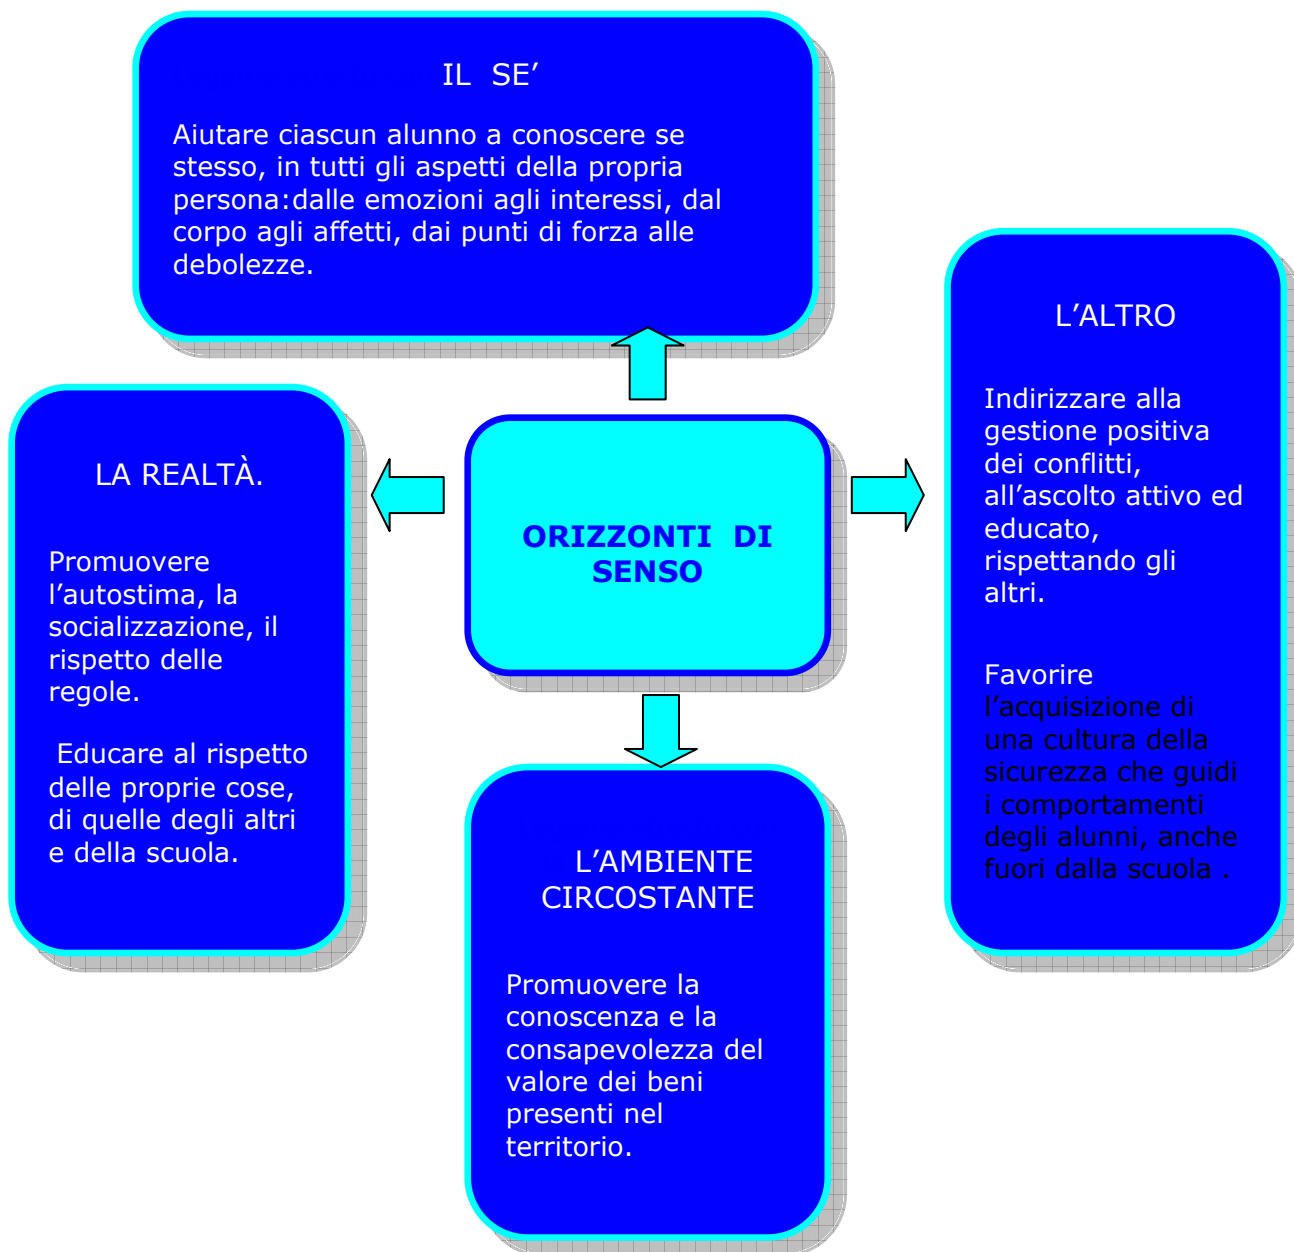 IL SE’
Aiutare ciascun alunno a conoscere se
stesso, in tutti gli aspetti della propria
persona:dalle emozioni agli interessi, dal
corpo agli affetti, dai punti di forza alle
debolezze.
LA REALTÀ.
Promuovere
l’autostima, la
socializzazione, il
rispetto delle
regole.
Educare al rispetto
delle proprie cose,
di quelle degli altri
e della scuola.
ORIZZONTI DI
SENSO
L’ALTRO
Indirizzare alla
gestione positiva
dei conflitti,
all’ascolto attivo ed
educato,
rispettando gli
altri.
Favorire
l’acquisizione di
una cultura della
sicurezza che guidi
i comportamenti
degli alunni, anche
fuori dalla scuola .
L’AMBIENTE
CIRCOSTANTE
Promuovere la
conoscenza e la
consapevolezza del
valore dei beni
presenti nel
territorio.